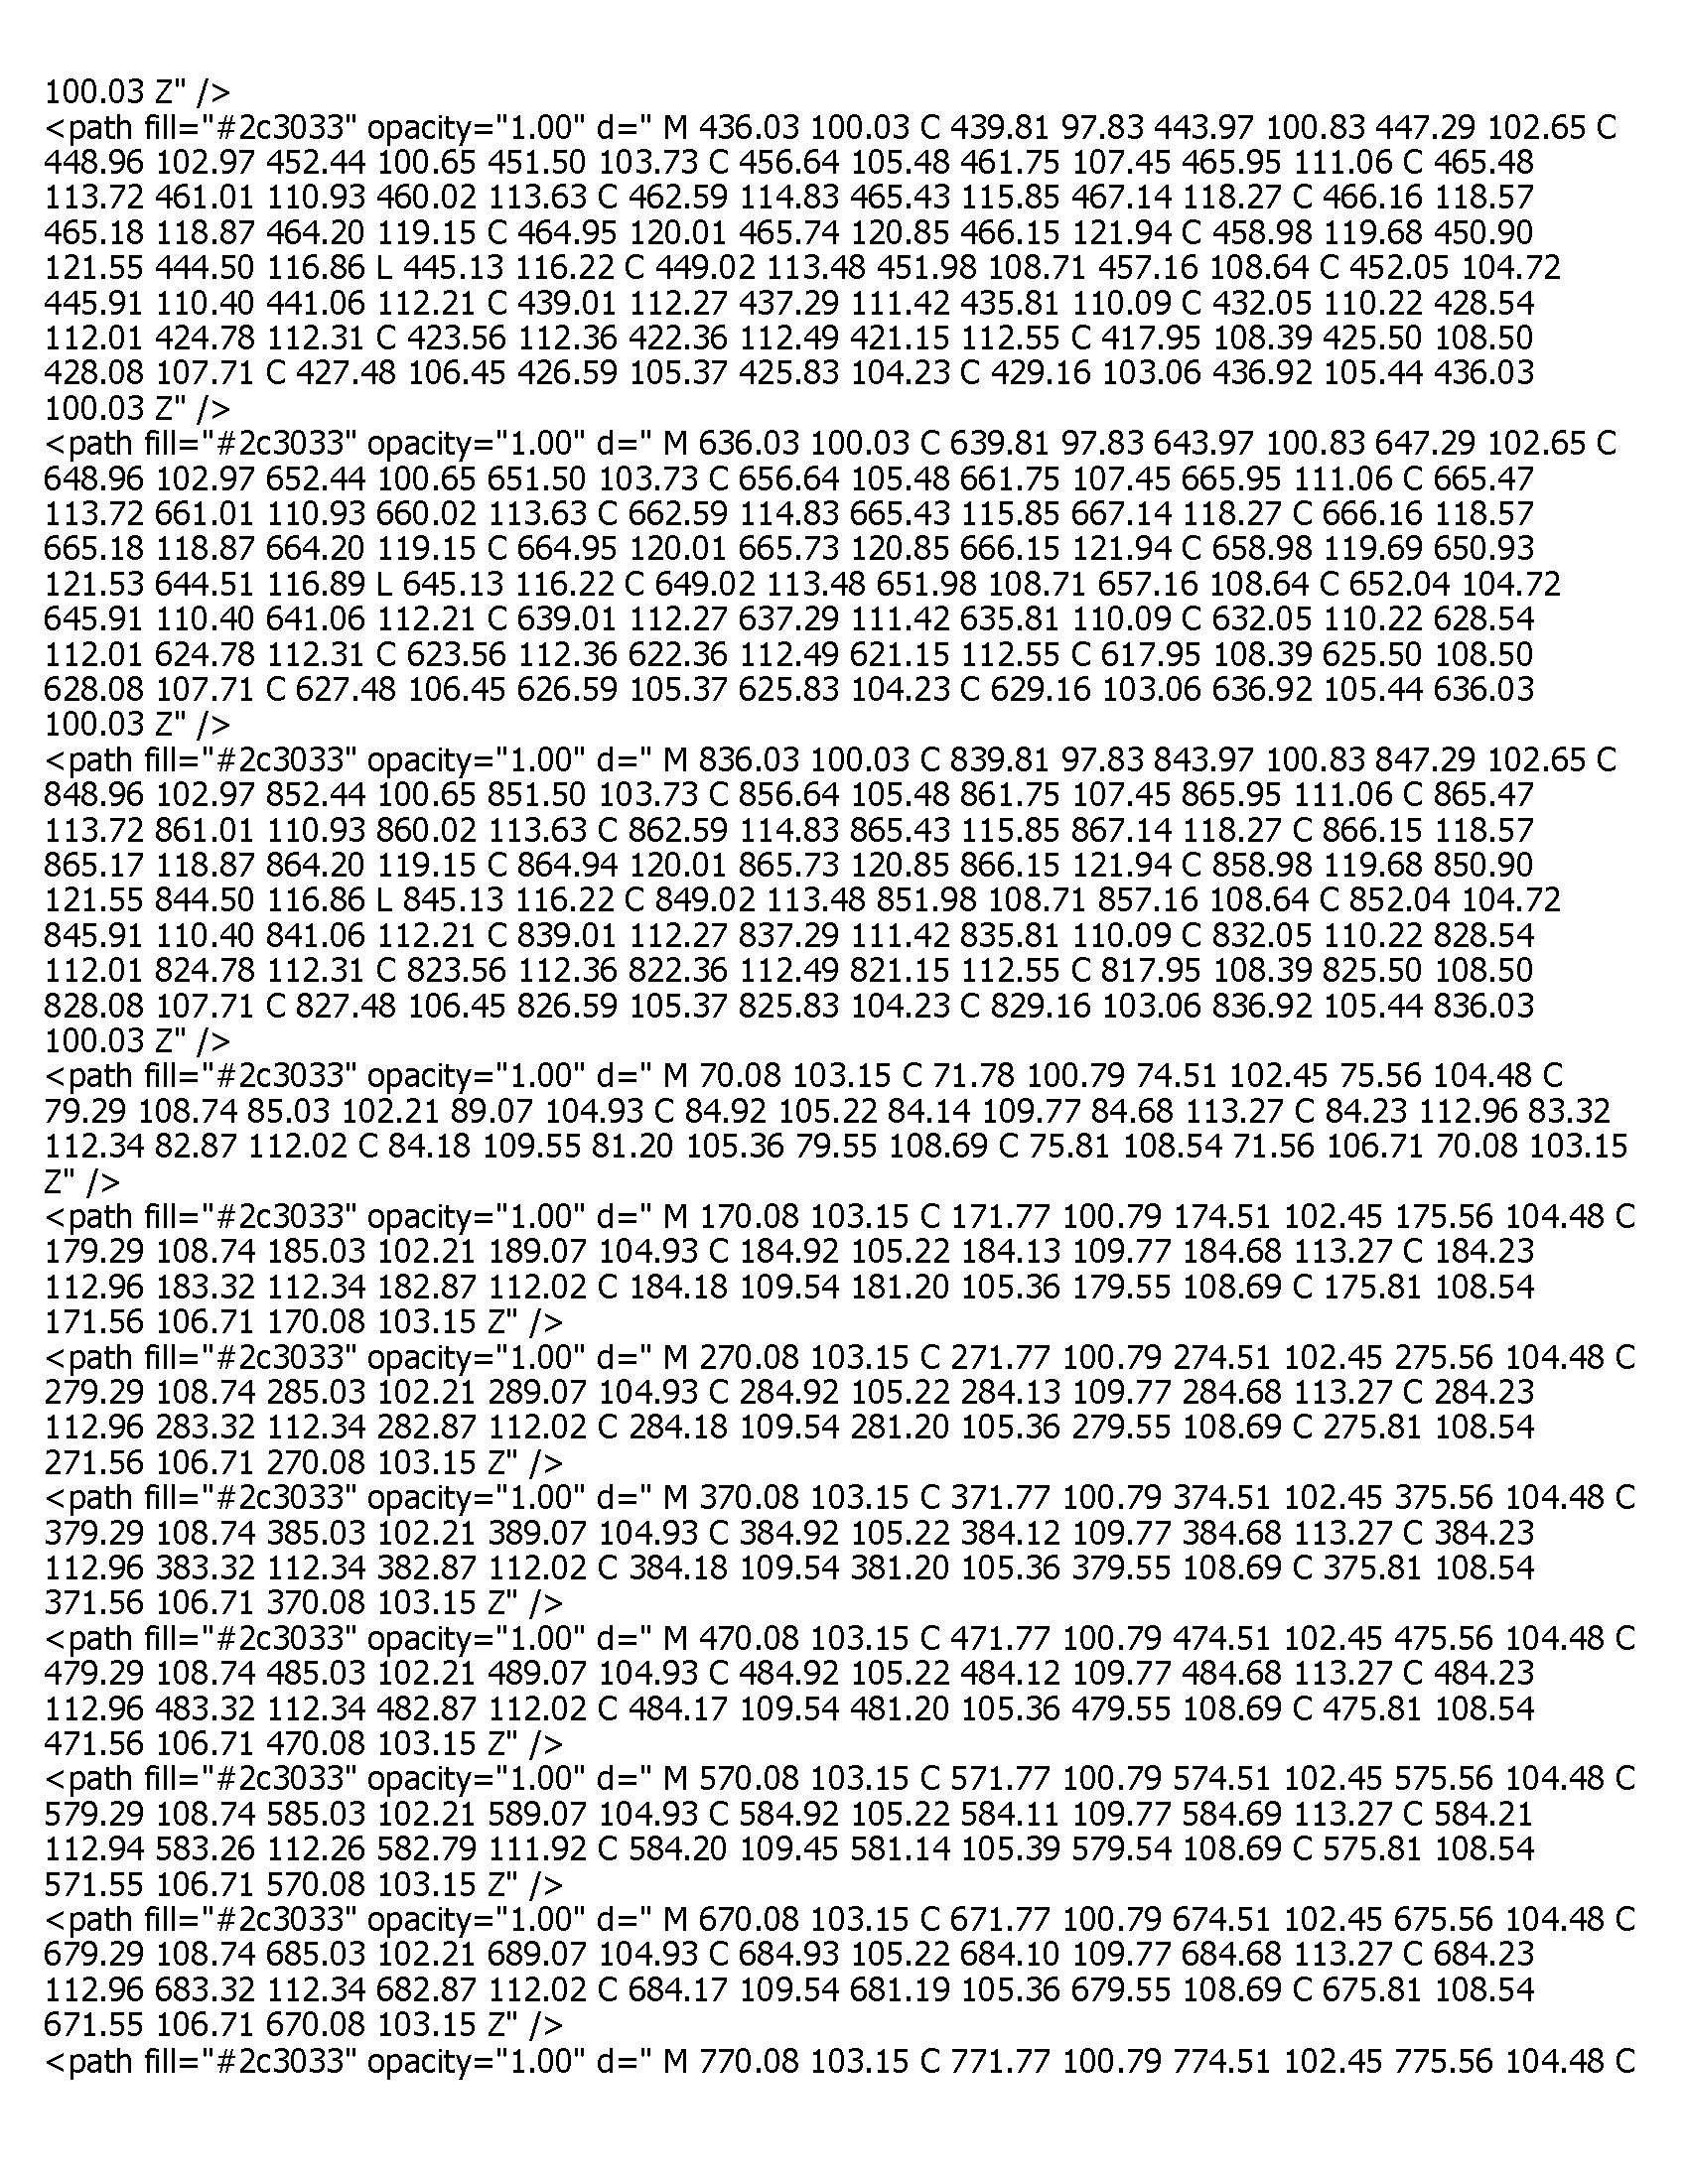 100.03 Z" />
<path fill="#2c3033" opacity="1.00" d=" M 436.03 100.03 C 439.81 97.83 443.97 100.83 447.29 102.65 C
448.96 102.97 452.44 100.65 451.50 103.73 C 456.64 105.48 461.75 107.45 465.95 111.06 C 465.48
113.72 461.01 110.93 460.02 113.63 C 462.59 114.83 465.43 115.85 467.14 118.27 C 466.16 118.57
465.18 118.87 464.20 119.15 C 464.95 120.01 465.74 120.85 466.15 121.94 C 458.98 119.68 450.90
121.55 444.50 116.86 L 445.13 116.22 C 449.02 113.48 451.98 108.71 457.16 108.64 C 452.05 104.72
445.91 110.40 441.06 112.21 C 439.01 112.27 437.29 111.42 435.81 110.09 C 432.05 110.22 428.54
112.01 424.78 112.31 C 423.56 112.36 422.36 112.49 421.15 112.55 C 417.95 108.39 425.50 108.50
428.08 107.71 C 427.48 106.45 426.59 105.37 425.83 104.23 C 429.16 103.06 436.92 105.44 436.03
100.03 Z" />
<path fill="#2c3033" opacity="1.00" d=" M 636.03 100.03 C 639.81 97.83 643.97 100.83 647.29 102.65 C
648.96 102.97 652.44 100.65 651.50 103.73 C 656.64 105.48 661.75 107.45 665.95 111.06 C 665.47
113.72 661.01 110.93 660.02 113.63 C 662.59 114.83 665.43 115.85 667.14 118.27 C 666.16 118.57
665.18 118.87 664.20 119.15 C 664.95 120.01 665.73 120.85 666.15 121.94 C 658.98 119.69 650.93
121.53 644.51 116.89 L 645.13 116.22 C 649.02 113.48 651.98 108.71 657.16 108.64 C 652.04 104.72
645.91 110.40 641.06 112.21 C 639.01 112.27 637.29 111.42 635.81 110.09 C 632.05 110.22 628.54
112.01 624.78 112.31 C 623.56 112.36 622.36 112.49 621.15 112.55 C 617.95 108.39 625.50 108.50
628.08 107.71 C 627.48 106.45 626.59 105.37 625.83 104.23 C 629.16 103.06 636.92 105.44 636.03
100.03 Z" />
<path fill="#2c3033" opacity="1.00" d=" M 836.03 100.03 C 839.81 97.83 843.97 100.83 847.29 102.65 C
848.96 102.97 852.44 100.65 851.50 103.73 C 856.64 105.48 861.75 107.45 865.95 111.06 C 865.47
113.72 861.01 110.93 860.02 113.63 C 862.59 114.83 865.43 115.85 867.14 118.27 C 866.15 118.57
865.17 118.87 864.20 119.15 C 864.94 120.01 865.73 120.85 866.15 121.94 C 858.98 119.68 850.90
121.55 844.50 116.86 L 845.13 116.22 C 849.02 113.48 851.98 108.71 857.16 108.64 C 852.04 104.72
845.91 110.40 841.06 112.21 C 839.01 112.27 837.29 111.42 835.81 110.09 C 832.05 110.22 828.54
112.01 824.78 112.31 C 823.56 112.36 822.36 112.49 821.15 112.55 C 817.95 108.39 825.50 108.50
828.08 107.71 C 827.48 106.45 826.59 105.37 825.83 104.23 C 829.16 103.06 836.92 105.44 836.03
100.03 Z" />
<path fill="#2c3033" opacity="1.00" d=" M 70.08 103.15 C 71.78 100.79 74.51 102.45 75.56 104.48 C
79.29 108.74 85.03 102.21 89.07 104.93 C 84.92 105.22 84.14 109.77 84.68 113.27 C 84.23 112.96 83.32
112.34 82.87 112.02 C 84.18 109.55 81.20 105.36 79.55 108.69 C 75.81 108.54 71.56 106.71 70.08 103.15
Z" />
<path fill="#2c3033" opacity="1.00" d=" M 170.08 103.15 C 171.77 100.79 174.51 102.45 175.56 104.48 C
179.29 108.74 185.03 102.21 189.07 104.93 C 184.92 105.22 184.13 109.77 184.68 113.27 C 184.23
112.96 183.32 112.34 182.87 112.02 C 184.18 109.54 181.20 105.36 179.55 108.69 C 175.81 108.54
171.56 106.71 170.08 103.15 Z" />
<path fill="#2c3033" opacity="1.00" d=" M 270.08 103.15 C 271.77 100.79 274.51 102.45 275.56 104.48 C
279.29 108.74 285.03 102.21 289.07 104.93 C 284.92 105.22 284.13 109.77 284.68 113.27 C 284.23
112.96 283.32 112.34 282.87 112.02 C 284.18 109.54 281.20 105.36 279.55 108.69 C 275.81 108.54
271.56 106.71 270.08 103.15 Z" />
<path fill="#2c3033" opacity="1.00" d=" M 370.08 103.15 C 371.77 100.79 374.51 102.45 375.56 104.48 C
379.29 108.74 385.03 102.21 389.07 104.93 C 384.92 105.22 384.12 109.77 384.68 113.27 C 384.23
112.96 383.32 112.34 382.87 112.02 C 384.18 109.54 381.20 105.36 379.55 108.69 C 375.81 108.54
371.56 106.71 370.08 103.15 Z" />
<path fill="#2c3033" opacity="1.00" d=" M 470.08 103.15 C 471.77 100.79 474.51 102.45 475.56 104.48 C
479.29 108.74 485.03 102.21 489.07 104.93 C 484.92 105.22 484.12 109.77 484.68 113.27 C 484.23
112.96 483.32 112.34 482.87 112.02 C 484.17 109.54 481.20 105.36 479.55 108.69 C 475.81 108.54
471.56 106.71 470.08 103.15 Z" />
<path fill="#2c3033" opacity="1.00" d=" M 570.08 103.15 C 571.77 100.79 574.51 102.45 575.56 104.48 C
579.29 108.74 585.03 102.21 589.07 104.93 C 584.92 105.22 584.11 109.77 584.69 113.27 C 584.21
112.94 583.26 112.26 582.79 111.92 C 584.20 109.45 581.14 105.39 579.54 108.69 C 575.81 108.54
571.55 106.71 570.08 103.15 Z" />
<path fill="#2c3033" opacity="1.00" d=" M 670.08 103.15 C 671.77 100.79 674.51 102.45 675.56 104.48 C
679.29 108.74 685.03 102.21 689.07 104.93 C 684.93 105.22 684.10 109.77 684.68 113.27 C 684.23
112.96 683.32 112.34 682.87 112.02 C 684.17 109.54 681.19 105.36 679.55 108.69 C 675.81 108.54
671.55 106.71 670.08 103.15 Z" />
<path fill="#2c3033" opacity="1.00" d=" M 770.08 103.15 C 771.77 100.79 774.51 102.45 775.56 104.48 C